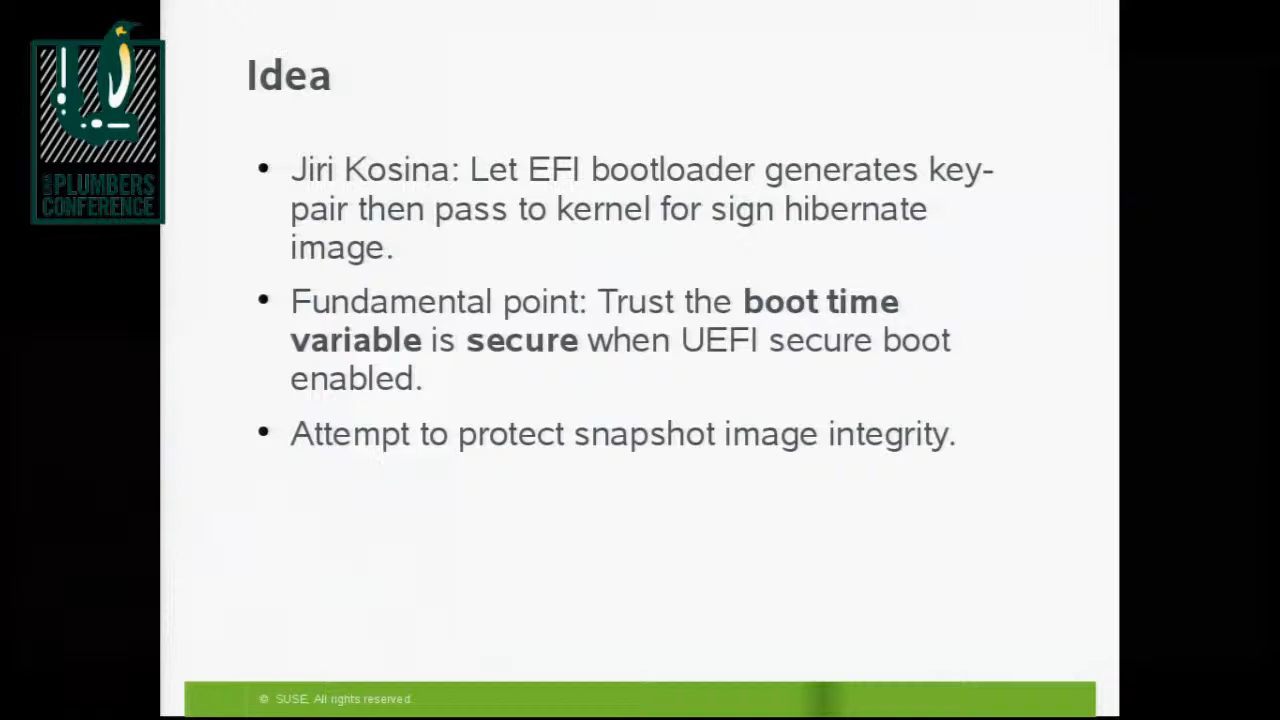 Idea
Jiri Kosina: Let EFI bootloader generates key-
pair then pass to kernel for sign hibernate
image.
Fundamental point: Trust the boot time
variable is secure when UEFI secure boot
enabled.
Attempt to protect snapshot image integrity.
LINUX
PLUMBERS
CONFERENCE
© SUSE, All rights reserved.